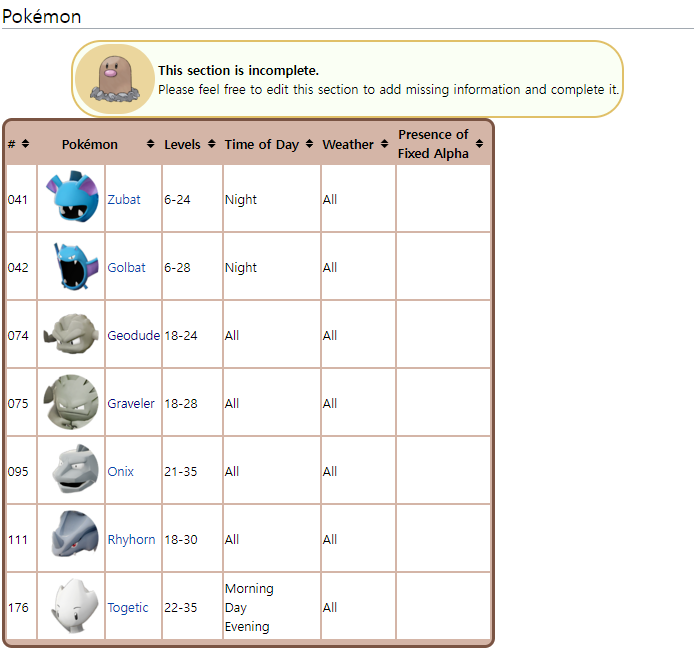 Pokémon
This section is incomplete.
Please feel free to edit this section to add missing information and complete it.
# Pokémon Levels Time of Day Weather Presence of
Fixed Alpha
041 Zubat 6-24 Night All
042 Golbat 6-28 Night All
074 Geodude 18-24 All All
075 Graveler 18-28 All All
095 Onix 21-35 All All
111 Rhyhorn 18-30 All All
176 Togetic 22-35 Morning
Day
Evening All